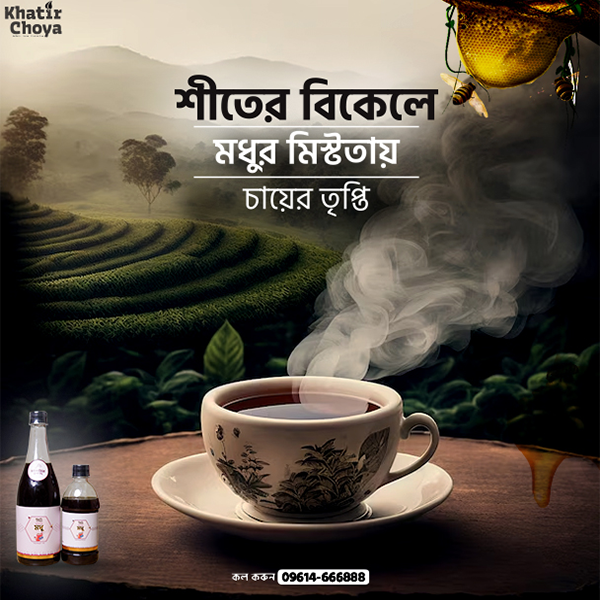 Khatir
Choya
শীতের বিকেলে
মধুর মিস্টতায়
চায়ের তৃপ্তি
কল করুন 09614-666888